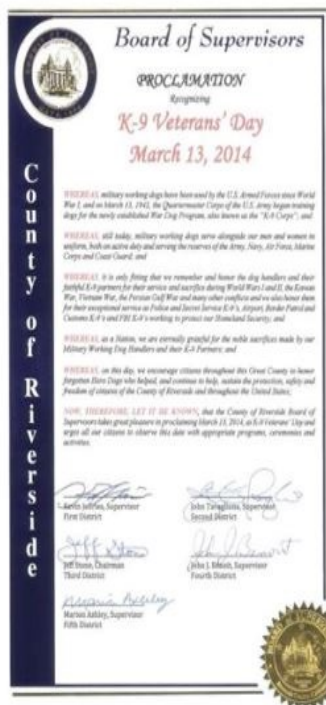 Board of Supervisors
PROCLAMATION
Recognizing
K-9 Veterans' Day
March 13, 2014
County of Riverside
WHEREAS, military working dogs have been used by the U.S. Armed Forces since World
War I, and on March 13, 1942, the Quartermaster Corps of the U.S. Army began training
dogs for the newly established War Dog Program, also known as the "K-9 Corps"; and
WHEREAS, still today, military working dogs serve alongside our men and women in
uniform, both on active duty and serving the reserves of the Army, Navy, Air Force, Marine
Corps and Coast Guard; and
WHEREAS, it is only fitting that we remember and honor the dog handlers and their
faithful K-9 partners for their service and sacrifice during World Wars I and II, the Korean
War, Vietnam War, the Persian Gulf War and many other conflicts and we also honor them
for their exceptional service as Police and Secret Service K-9's, Airport, Border Patrol and
Customs K-9's and FBI K-9's working to protect our Homeland Security; and
WHEREAS, as a Nation, we are eternally grateful for the noble sacrifices made by our
Military Working Dog Handlers and their K-9 Partners; and
WHEREAS, on this day, we encourage citizens throughout this Great County to honor
forgotten Hero Dogs who helped, and continue to help, sustain the protection, safety and
freedom of citizens of the County of Riverside and throughout the United States;
NOW, THEREFORE, LET IT BE KNOWN, that the County of Riverside Board of
Supervisors takes great pleasure in proclaiming March 13, 2014, as K-9 Veterans' Day and
urges all our citizens to observe this date with appropriate programs, ceremonies and
activities.
Kevin Jeffries, Supervisor
First District
John Tavaglione, Supervisor
Second District
Jeff Stone
Jeff Stone, Chairman
Third District
John J. Benoit
John J. Benoit, Supervisor
Fourth District
Marion Ashley
Marion Ashley, Supervisor
Fifth District